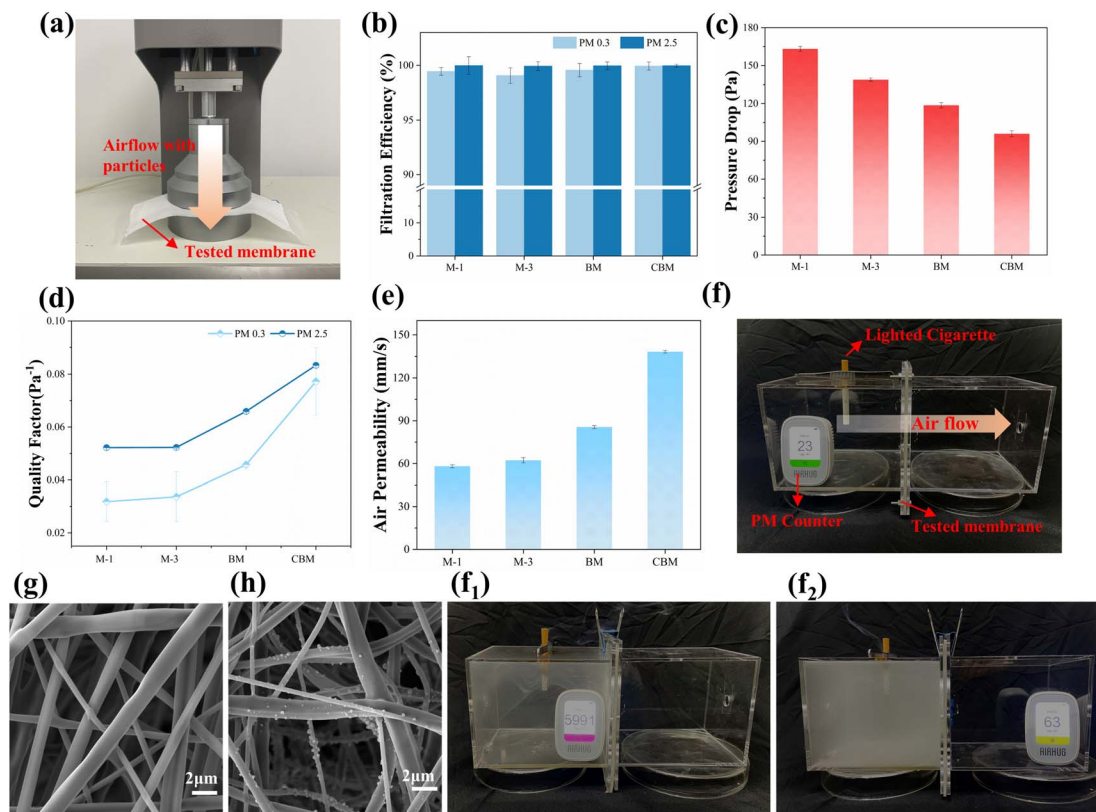 (a)
Airflow with
particles
Tested membrane
(b)
PM 0.3 PM 2.5
Filtration Efficiency (%)
100
95
90
10
0
M-1 M-3 BM CBM
(c)
Pressure Drop (Pa)
180
150
120
90
60
30
0
M-1 M-3 BM CBM
(d)
PM 0.3 PM 2.5
Quality Factor(Pa⁻¹)
0.10
0.08
0.06
0.04
0.02
M-1 M-3 BM CBM
(e)
Air Permeability (mm/s)
150
120
90
60
30
0
M-1 M-3 BM CBM
(f)
Lighted Cigarette
Air flow
23
AIRHUG
PM Counter
Tested membrane
(g)
2μm
(h)
2μm
(f₁)
5991
AIRHUG
(f₂)
63
AIRHUG